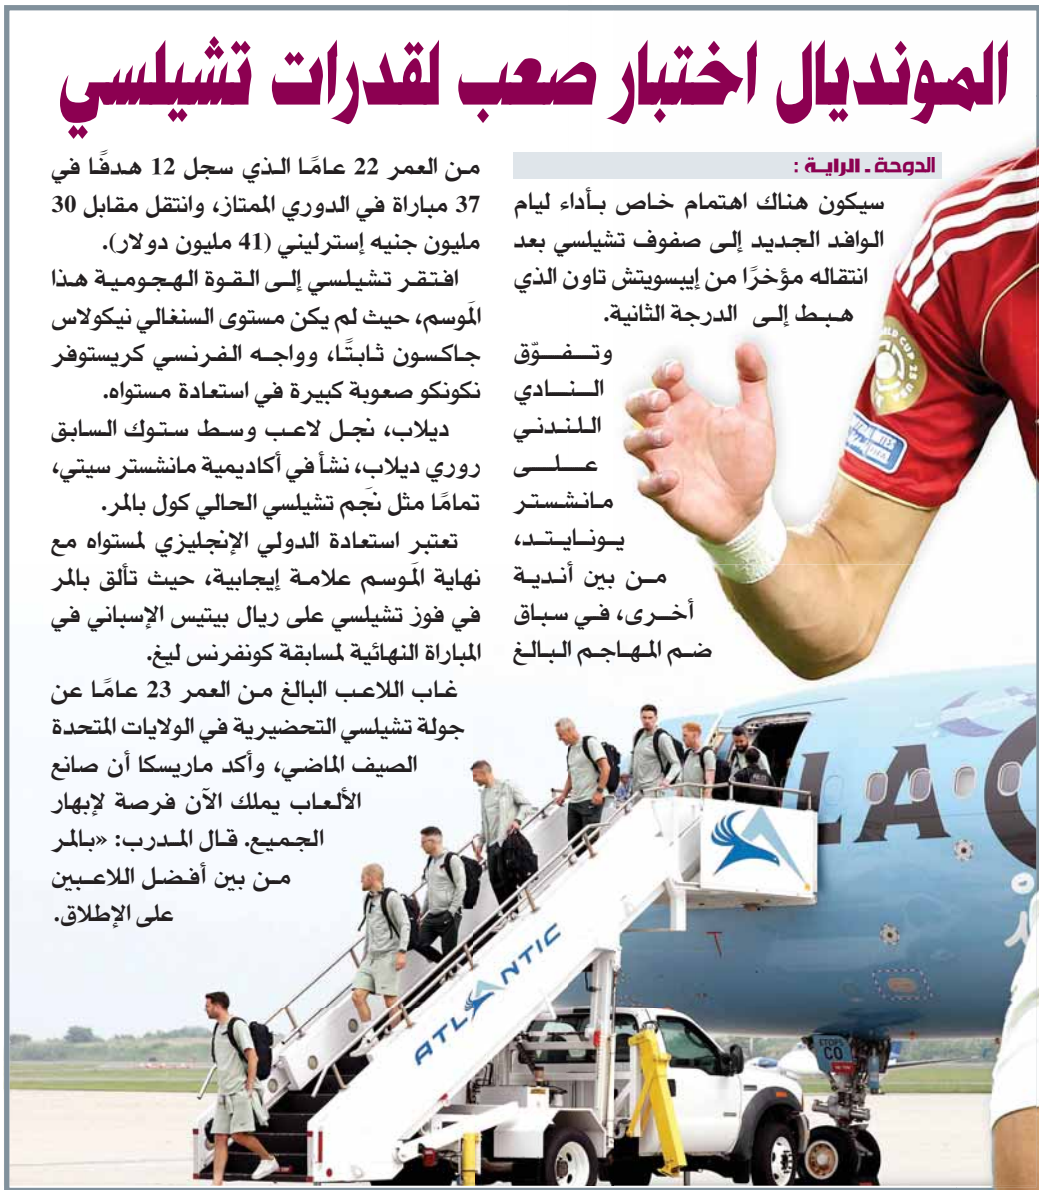 المونديال اختبار صعب لقدرات تشيلسي
الدوحة - الراية :
سيكون هناك اهتمام خاص بأداء ليام
الوافد الجديد إلى صفوف تشيلسي بعد
انتقاله مؤخرًا من إيبسويتش تاون الذي
هبط إلى الدرجة الثانية.
وتفوّق
النادي
اللندني
على
مانشستر
يونايتد،
من بين أندية
أخرى، في سباق
ضم المهاجم البالغ
من العمر 22 عامًا الذي سجل 12 هدفًا في
37 مباراة في الدوري الممتاز، وانتقل مقابل 30
مليون جنيه إسترليني (41 مليون دولار).
افتقر تشيلسي إلى القوة الهجومية هذا
الموسم، حيث لم يكن مستوى السنغالي نيكولاس
جاكسون ثابتًا، وواجه الفرنسي كريستوفر
نكونكو صعوبة كبيرة في استعادة مستواه.
ديلاب، نجل لاعب وسط ستوك السابق
روري ديلاب، نشأ في أكاديمية مانشستر سيتي،
تمامًا مثل نجم تشيلسي الحالي كول بالمر.
تعتبر استعادة الدولي الإنجليزي لمستواه مع
نهاية الموسم علامة إيجابية، حيث تألق بالمر
في فوز تشيلسي على ريال بيتيس الإسباني في
المباراة النهائية لمسابقة كونفرنس ليغ.
غاب اللاعب البالغ من العمر 23 عامًا عن
جولة تشيلسي التحضيرية في الولايات المتحدة
الصيف الماضي، وأكد ماريسكا أن صانع
الألعاب يملك الآن فرصة لإبهار
الجميع. قال المدرب: «بالمر
من بين أفضل اللاعبين
على الإطلاق.
LA
ATLANTIC
ETOPS
CO